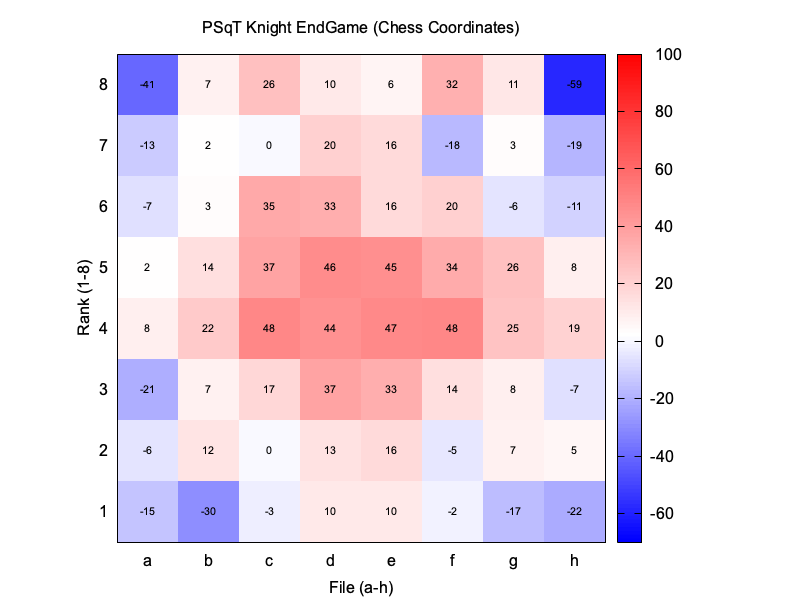 PSqT Knight EndGame (Chess Coordinates)
100
8 -41 7 26 10 6 32 11 -59
80
7 -13 2 0 20 16 -18 3 -19
60
6 -7 3 35 33 16 20 -6 -11
40
5 2 14 37 46 45 34 26 8
20
Rank (1-8)
4 8 22 48 44 47 48 25 19
0
3 -21 7 17 37 33 14 8 -7
-20
2 -6 12 0 13 16 -5 7 5
-40
1 -15 -30 -3 10 10 -2 -17 -22
-60
a b c d e f g h
File (a-h)